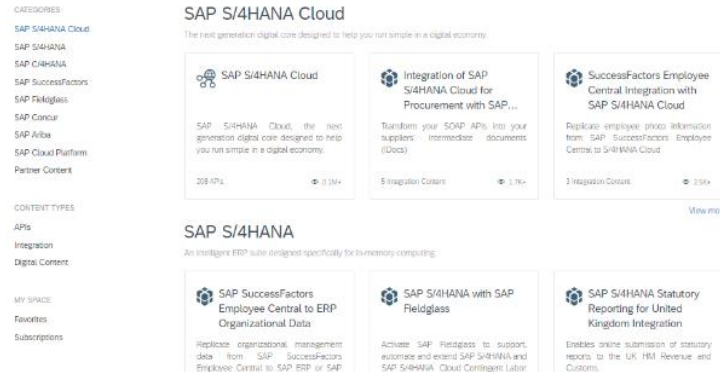 CATEGORIES
SAP S/4HANA Cloud
SAP S/4HANA
SAP C/4HANA
SAP SuccessFactors
SAP Fieldglass
SAP Concur
SAP Ariba
SAP Cloud Platform
Partner Content
CONTENT TYPES
APIs
Integration
Digital Content
MY SPACE
Favorites
Subscriptions
SAP S/4HANA Cloud
The next generation digital core designed to help you run simple in a digital economy.
SAP S/4HANA Cloud
SAP S/4HANA Cloud, the next
generation digital core designed to help
you run simple in a digital economy.
208 APIs
0.1M+
Integration of SAP
S/4HANA Cloud for
Procurement with SAP...
Transform your SOAP APIs into your
suppliers' intermediate documents
(IDocs)
5 Integration Content
1.7K+
SuccessFactors Employee
Central Integration with
SAP S/4HANA Cloud
Replicate employee photo information
from SAP SuccessFactors Employee
Central to S/4HANA Cloud
3 Integration Content
2.5K+
View mo
SAP S/4HANA
An intelligent ERP suite designed specifically for in-memory computing.
SAP SuccessFactors
Employee Central to ERP
Organizational Data
Replicate organizational management
data from SAP SuccessFactors
Employee Central to SAP ERP or SAP
SAP S/4HANA with SAP
Fieldglass
Activate SAP Fieldglass to support,
automate and extend SAP S/4HANA and
SAP S/4HANA Cloud Contingent Labor
SAP S/4HANA Statutory
Reporting for United
Kingdom Integration
Enables online submission of statutory
reports to the UK HM Revenue and
Customs.